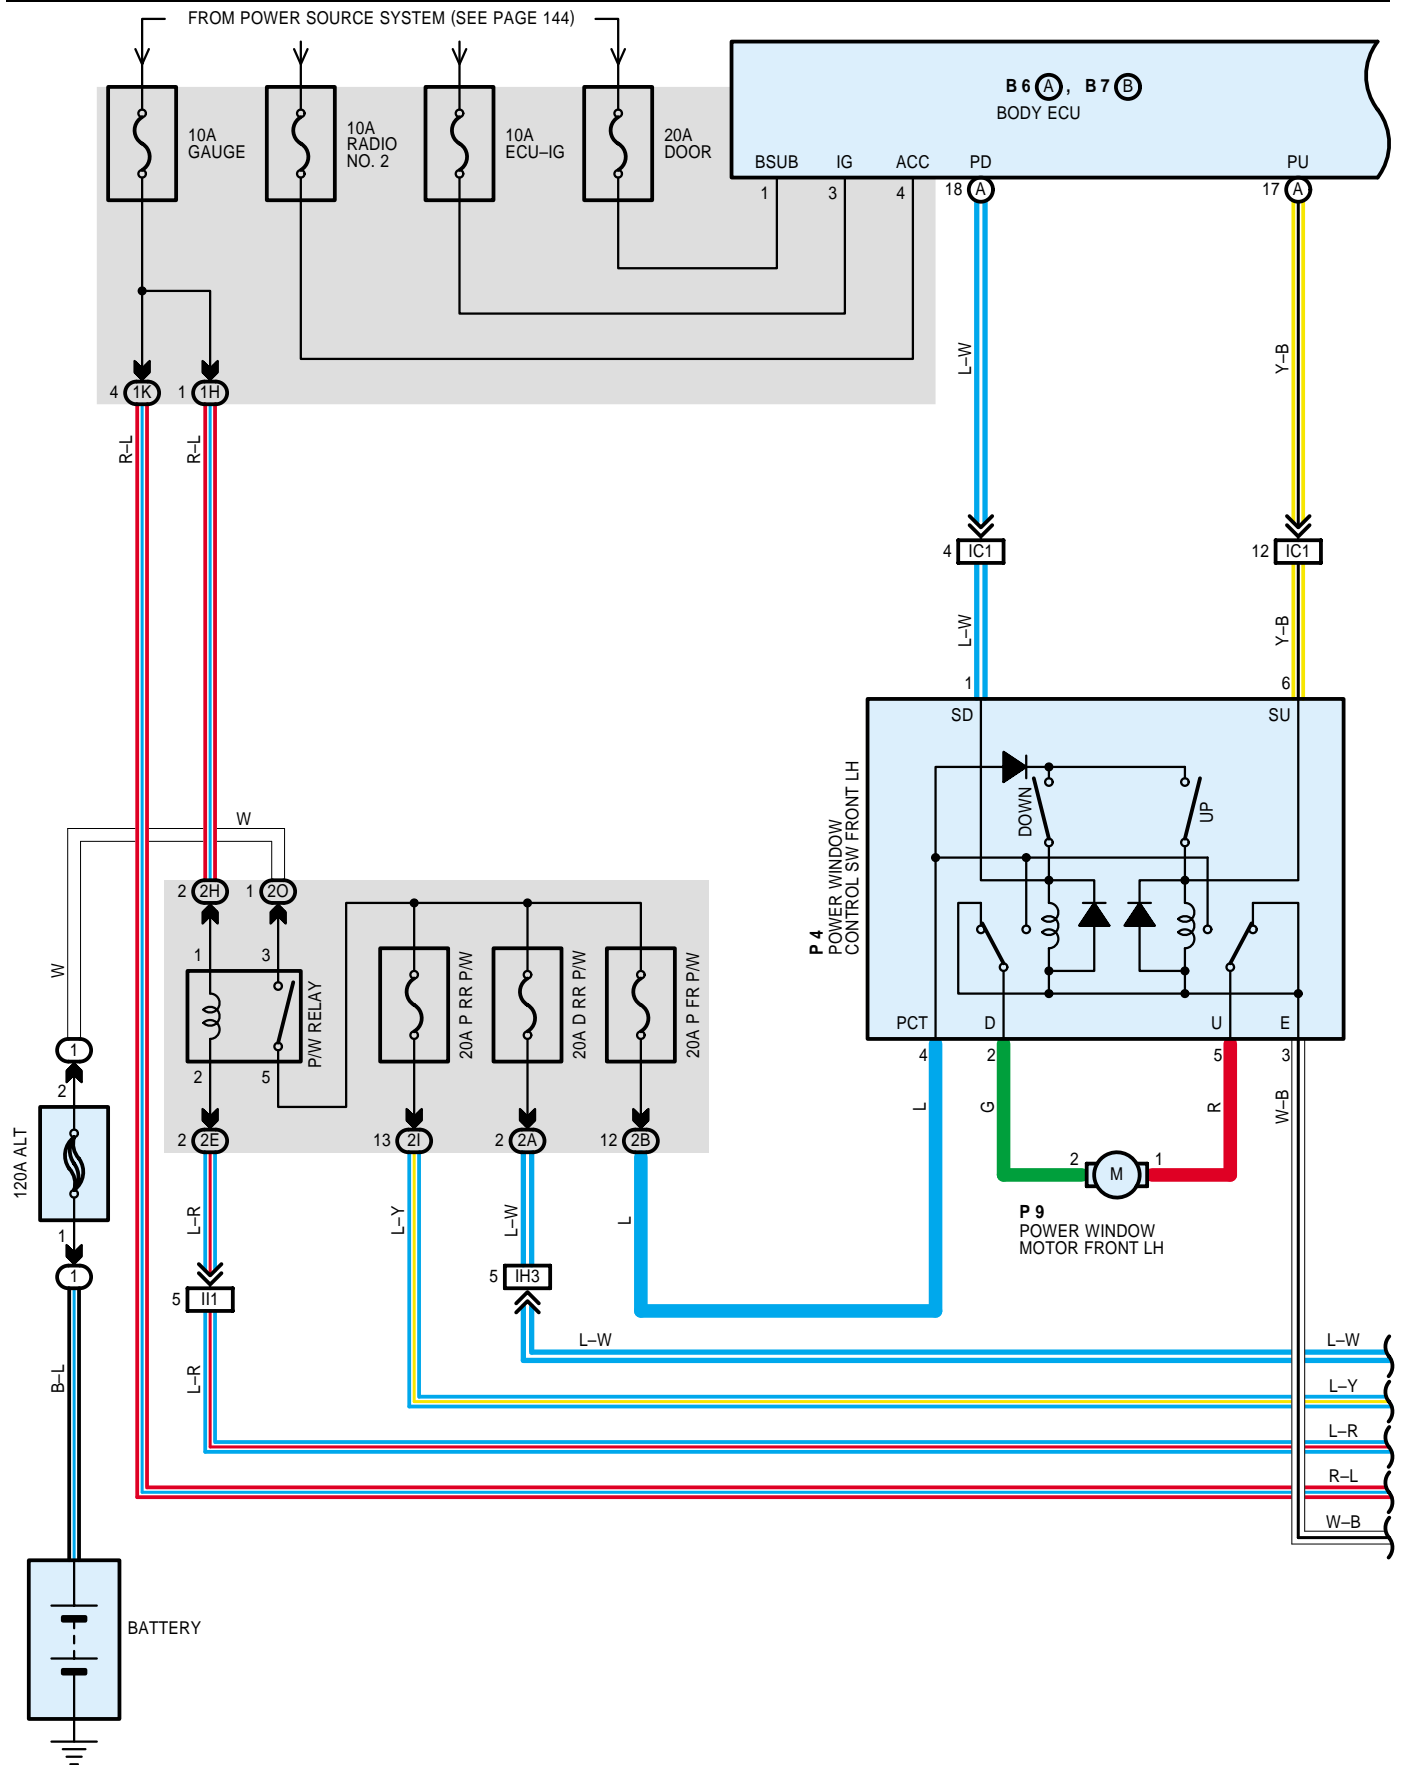 FROM POWER SOURCE SYSTEM (SEE PAGE 144)
10A
GAUGE
10A
RADIO
NO. 2
10A
ECU–IG
20A
DOOR
B 6 A , B 7 B
BODY ECU
BSUB
IG
ACC
PD
PU
1
3
4
18 A
17 A
4 1K
1 1H
R–L
R–L
L–W
Y–B
4 IC1
12 IC1
L–W
Y–B
1
6
SD
SU
DOWN
UP
P 4
POWER WINDOW
CONTROL SW FRONT LH
PCT
D
U
E
4
2
5
3
L
G
R
W–B
2
M
1
P 9
POWER WINDOW
MOTOR FRONT LH
W
W
2 2H
1 2O
1
3
P/W RELAY
2
5
20A P RR P/W
20A D RR P/W
20A P FR P/W
2 2E
13 2I
2 2A
12 2B
1
2
120A ALT
1
1
L–R
L–Y
L–W
L
5 II1
5 IH3
B–L
L–R
L–W
L–W
L–Y
L–R
R–L
W–B
BATTERY